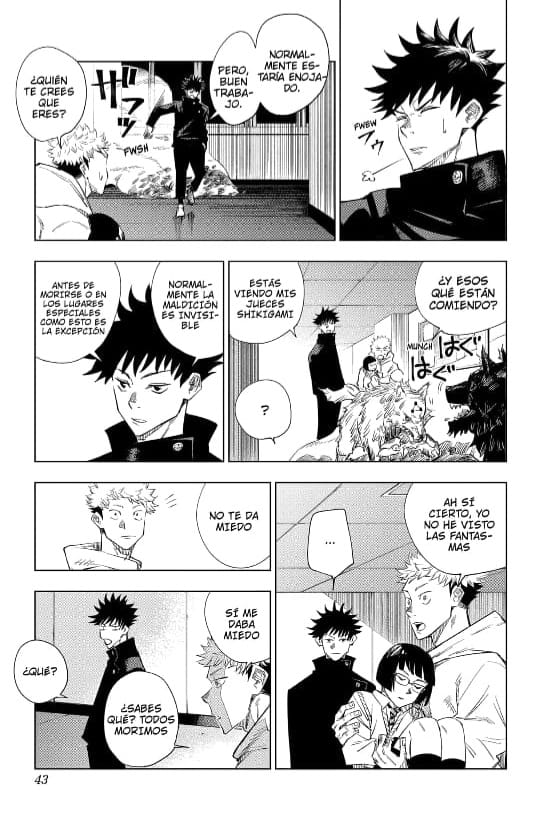 FWEW
フゥ
NORMAL-
MENTE ES-
TARÍA ENOJA-
DO.
PERO,
BUEN
TRABA-
JO.
FWSH
ザッ
¿QUIÉN
TE CREES
QUE
ERES?
¿Y ESOS
QUÉ ESTÁN
COMIENDO?
MUNCH
はぐ
はぐ
ESTÁS
VIENDO MIS
JUECES
SHIKIGAMI
?
NORMAL-
MENTE LA
MALDICIÓN
ES INVISI-
BLE
ANTES DE
MORIRSE O EN
LOS LUGARES
ESPECIALES
COMO ESTO ES
LA EXCEPCIÓN
AH SÍ
CIERTO, YO
NO HE VISTO
LAS FANTAS-
MAS
...
NO TE DA
MIEDO
SÍ ME
DABA
MIEDO
¿SABES
QUÉ? TODOS
MORIMOS
¿QUÉ?
43